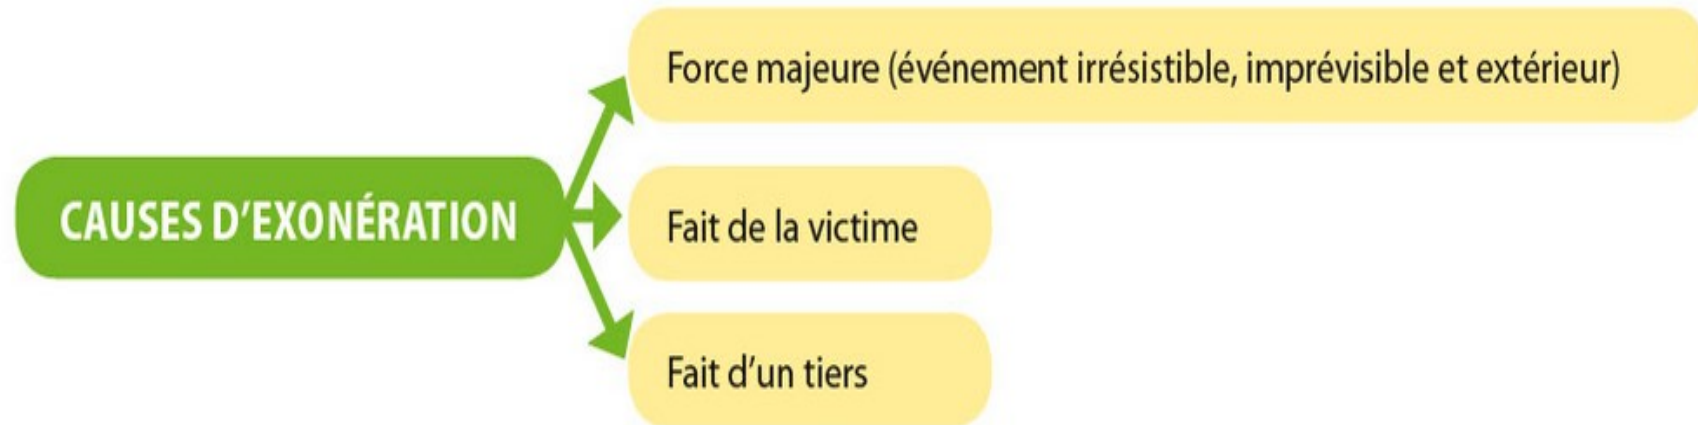 Force majeure (événement irrésistible, imprévisible et extérieur)
CAUSES D’EXONÉRATION
Fait de la victime
Fait d’un tiers